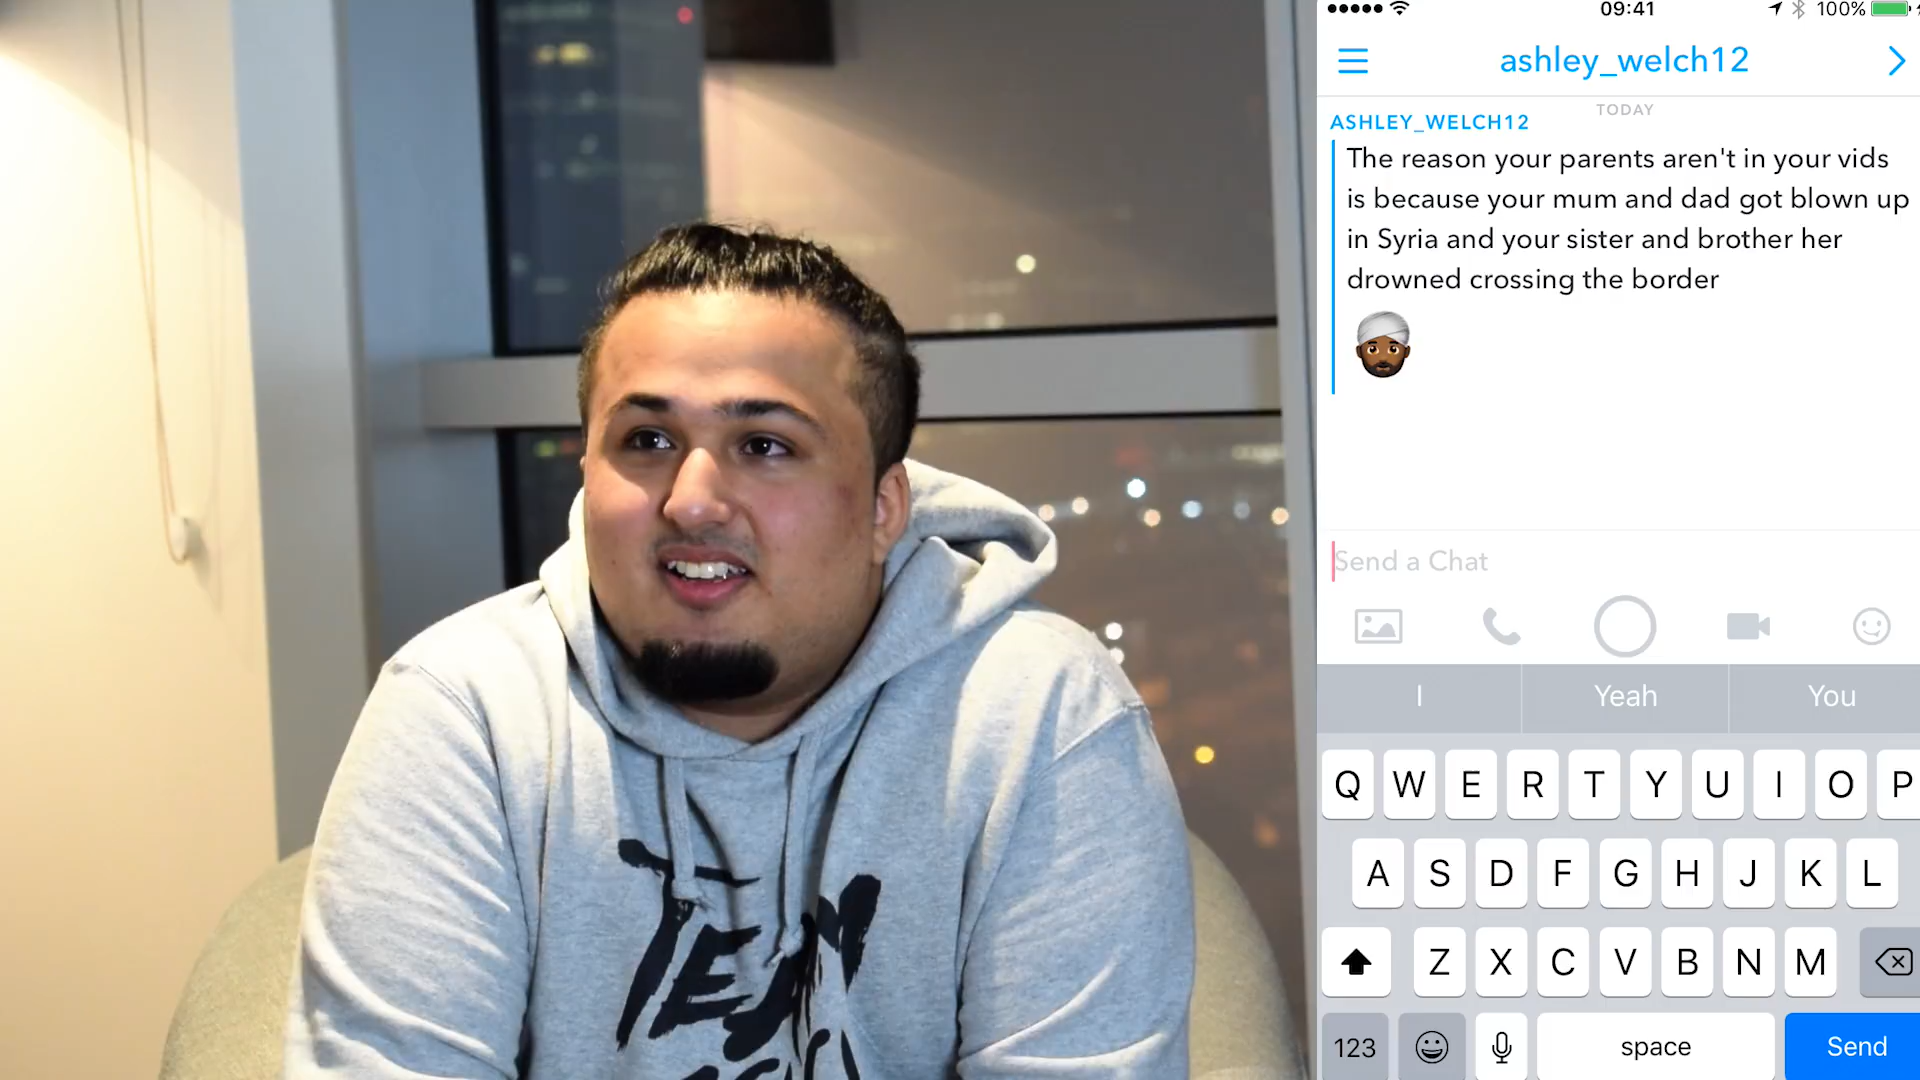 09:41
100%
ashley_welch12
TODAY
ASHLEY_WELCH12
The reason your parents aren't in your vids
is because your mum and dad got blown up
in Syria and your sister and brother her
drowned crossing the border
Send a Chat
I Yeah You
Q W E R T Y U I O P
A S D F G H J K L
Z X C V B N M
123 space Send
TEAM